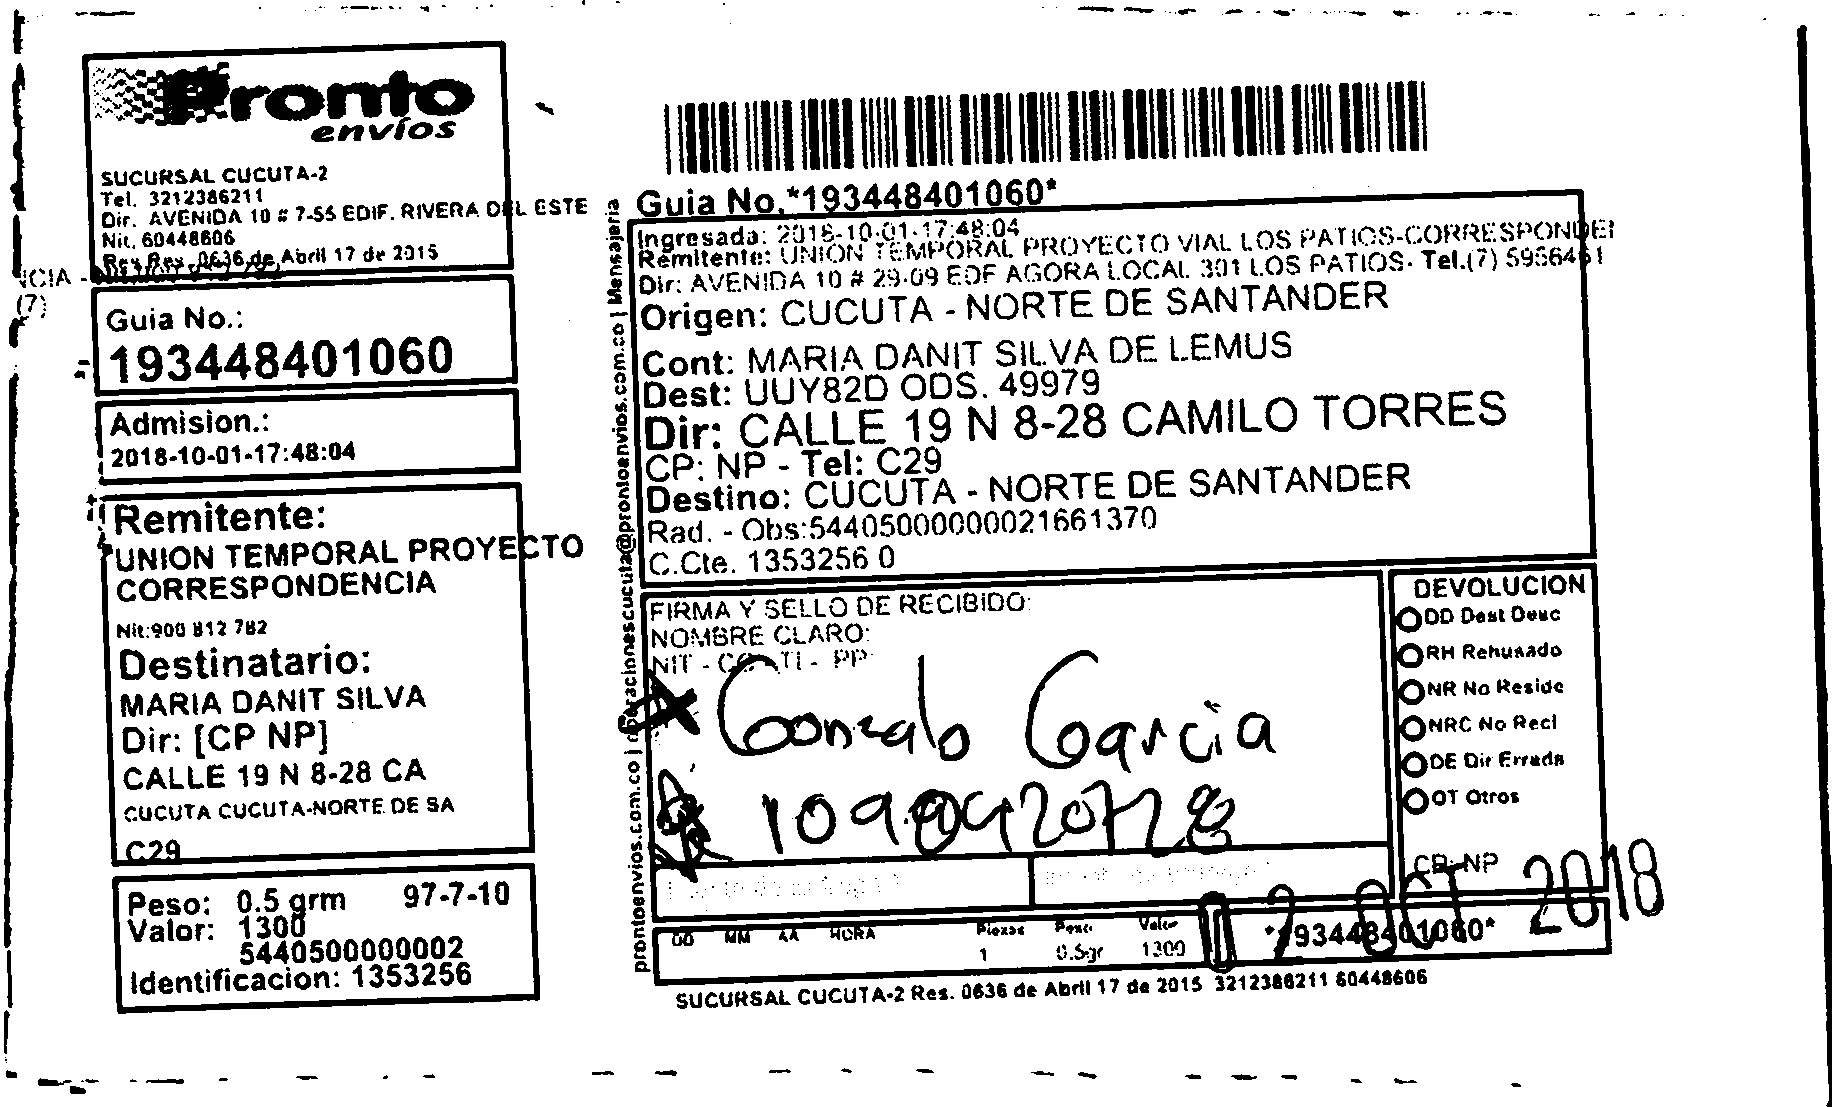 Pronto
envíos
SUCURSAL CUCUTA-2
Tel. 3212386211
Dir. AVENIDA 10 # 7-55 EDIF. RIVERA DEL ESTE
Nit. 60448606
Res Res. 0636 de Abril 17 de 2015
NCIA -
(7)
Guia No.:
193448401060
Admision.:
2018-10-01-17:48:04
Remitente:
UNION TEMPORAL PROYECTO
CORRESPONDENCIA
Nit:900 812 782
Destinatario:
MARIA DANIT SILVA
Dir: [CP NP]
CALLE 19 N 8-28 CA
CUCUTA CUCUTA-NORTE DE SA
C29
Peso: 0.5 grm 97-7-10
Valor: 1300
5440500000002
Identificacion: 1353256
prontoenvios.com.co | operacionescucuta@prontoenvios.com.co | Mensajeria
Guia No.*193448401060*
Ingresada: 2018-10-01-17:48:04
Remitente: UNION TEMPORAL PROYECTO VIAL LOS PATIOS-CORRESPONDE
Dir: AVENIDA 10 # 29-09 EDF AGORA LOCAL 301 LOS PATIOS- Tel.(7)
Origen: CUCUTA - NORTE DE SANTANDER
Cont: MARIA DANIT SILVA DE LEMUS
Dest: UUY82D ODS. 49979
Dir: CALLE 19 N 8-28 CAMILO TORRES
CP: NP - Tel: C29
Destino: CUCUTA - NORTE DE SANTANDER
Rad. - Obs:54405000000021661370
C.Cte. 1353256 0
FIRMA Y SELLO DE RECIBIDO:
NOMBRE CLARO:
NIT - CC - TI - PP:
Gonzalo Garcia
DEVOLUCION
DD Dest Desc
RH Rehusado
NR No Reside
NRC No Recl
DE Dir Errada
OT Otros
CP: NP
02 OCT 2018
DD MM AA HORA Piezas Peso Valor
1 0.5gr 1300
*193448401060*
SUCURSAL CUCUTA-2 Res. 0636 de Abril 17 de 2015 3212386211 60448606